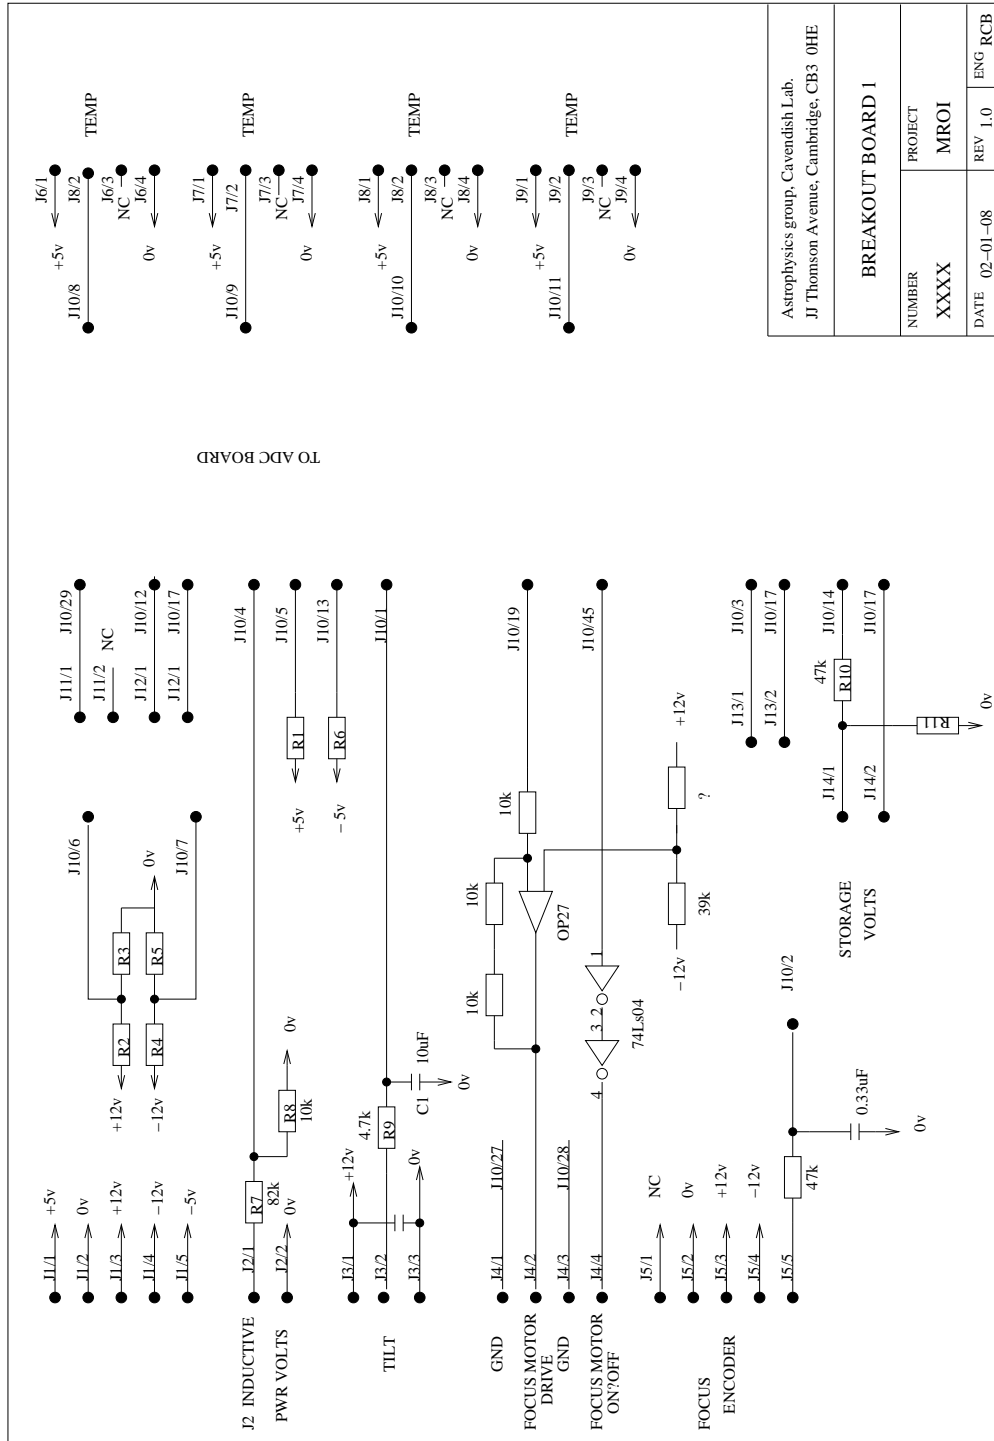 J1/1
+5v
J1/2
0v
J1/3
+12v
J1/4
−12v
J1/5
−5v
+12v
R2
R3
J10/6
−12v
R4
R5
0v
J10/7
J11/1
J10/29
J11/2
NC
J12/1
J10/12
J12/1
J10/17
J2 INDUCTIVE
PWR VOLTS
J2/1
R7
82k
J10/4
J2/2
0v
R8
10k
0v
+5v
R1
J10/5
− 5v
R6
J10/13
TILT
J3/1
+12v
J3/2
4.7k
R9
J10/1
J3/3
0v
C1
10uF
0v
GND
J4/1
J10/27
FOCUS MOTOR
DRIVE
J4/2
10k
10k
OP27
10k
J10/19
GND
J4/3
J10/28
FOCUS MOTOR
ON?OFF
J4/4
4
3
2
1
74Ls04
J10/45
−12v
39k
?
+12v
FOCUS
ENCODER
J5/1
NC
J5/2
0v
J5/3
+12v
J5/4
−12v
J5/5
47k
0.33uF
0v
J10/2
J13/1
J10/3
J13/2
J10/17
STORAGE
VOLTS
J14/1
47k
R10
J10/14
R11
0v
J14/2
J10/17
TO ADC BOARD
J10/8
+5v
J6/1
J8/2
J6/3
NC
0v
J6/4
TEMP
J10/9
+5v
J7/1
J7/2
J7/3
NC
0v
J7/4
TEMP
J10/10
+5v
J8/1
J8/2
J8/3
NC
0v
J8/4
TEMP
J10/11
+5v
J9/1
J9/2
J9/3
NC
0v
J9/4
TEMP
Astrophysics group, Cavendish Lab.
JJ Thomson Avenue, Cambridge, CB3 0HE
BREAKOUT BOARD 1
NUMBER
XXXX
PROJECT
MROI
DATE 02−01−08
REV 1.0
ENG RCB